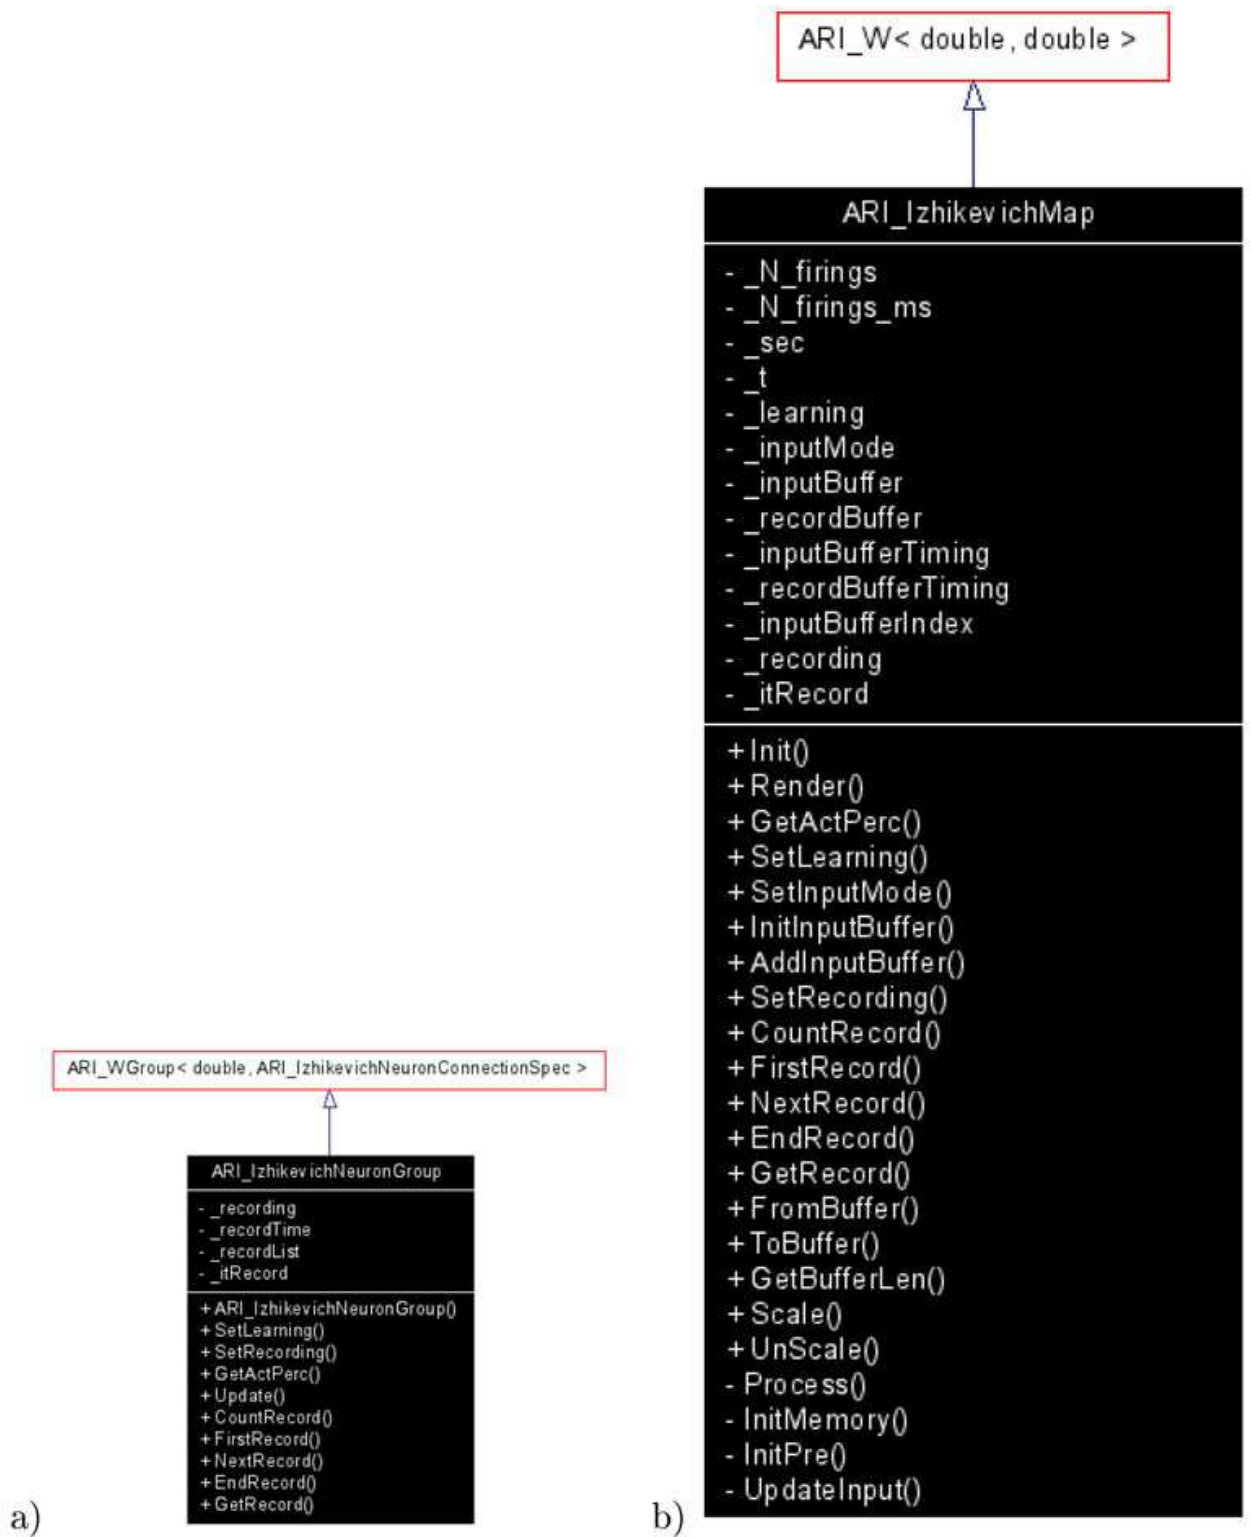 ARI_WGroup< double, ARI_IzhikevichNeuronConnectionSpec >
ARI_IzhikevichNeuronGroup
- _recording
- _recordTime
- _recordList
- _itRecord
+ ARI_IzhikevichNeuronGroup()
+ SetLearning()
+ SetRecording()
+ GetActPerc()
+ Update()
+ CountRecord()
+ FirstRecord()
+ NextRecord()
+ EndRecord()
+ GetRecord()
a)
ARI_W< double, double >
ARI_IzhikevichMap
- _N_firings
- _N_firings_ms
- _sec
- _t
- _learning
- _inputMode
- _inputBuffer
- _recordBuffer
- _inputBufferTiming
- _recordBufferTiming
- _inputBufferIndex
- _recording
- _itRecord
+ Init()
+ Render()
+ GetActPerc()
+ SetLearning()
+ SetInputMode()
+ InitInputBuffer()
+ AddInputBuffer()
+ SetRecording()
+ CountRecord()
+ FirstRecord()
+ NextRecord()
+ EndRecord()
+ GetRecord()
+ FromBuffer()
+ ToBuffer()
+ GetBufferLen()
+ Scale()
+ UnScale()
- Process()
- InitMemory()
- InitPre()
- UpdateInput()
b)